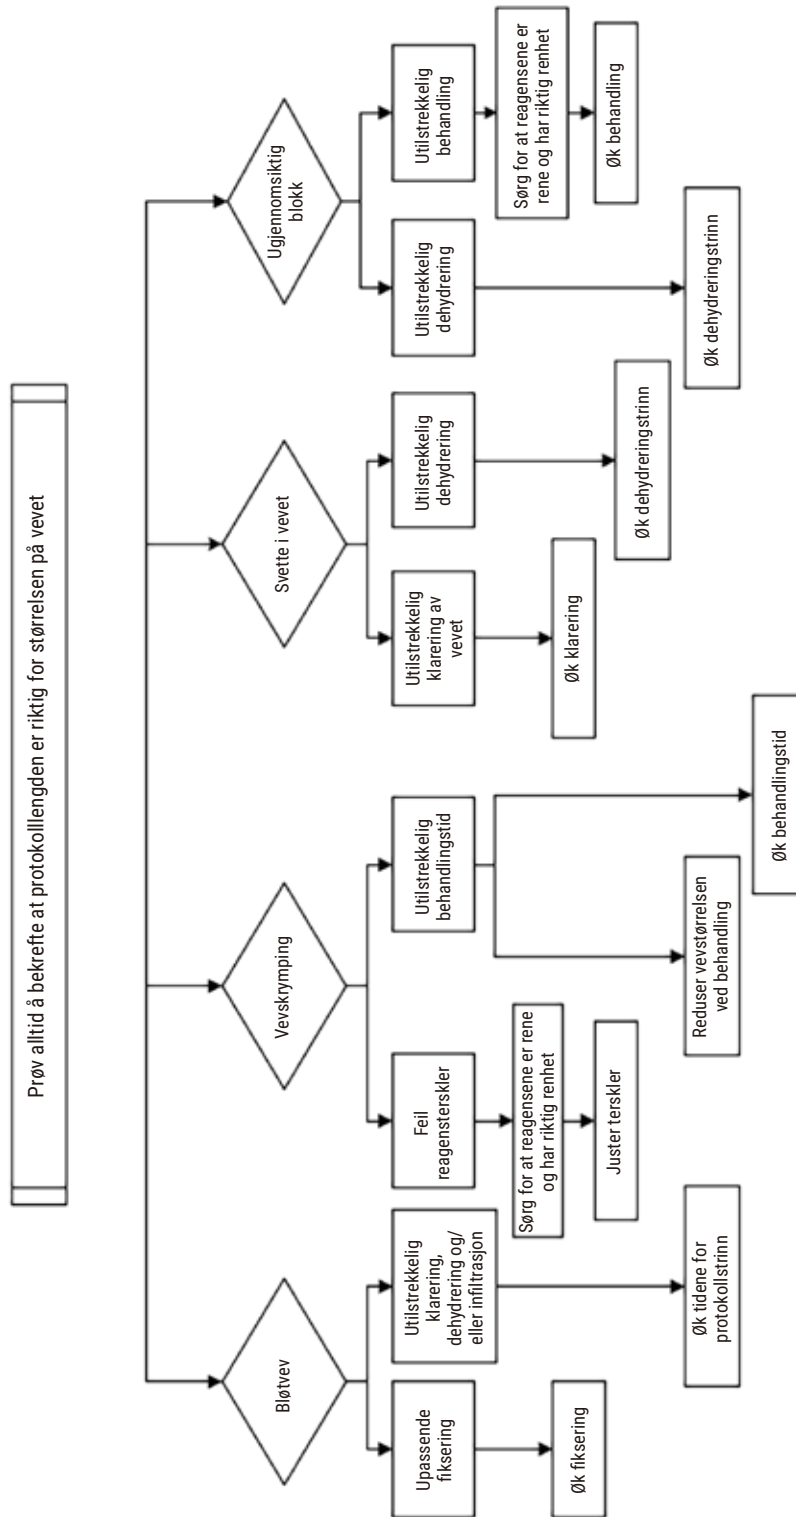 Prøv alltid å bekrefte at protokollengden er riktig for størrelsen på vevet
Bløtvev
Upassende
fiksering
Øk fiksering
Utilstrekkelig
klarering,
dehydrering og/
eller infiltrasjon
Øk tidene for
protokollstrinn
Vevskrymping
Feil
reagensterskler
Sørg for at reagensene er rene
og har riktig renhet
Juster terskler
Utilstrekkelig
behandlingstid
Reduser vevstørrelsen
ved behandling
Øk behandlingstid
Svette i vevet
Utilstrekkelig
klarering av
vevet
Øk klarering
Utilstrekkelig
dehydrering
Øk dehydreringstrinn
Ugjennomsiktig
blokk
Utilstrekkelig
dehydrering
Øk dehydreringstrinn
Utilstrekkelig
behandling
Sørg for at reagensene er
rene og har riktig renhet
Øk behandling